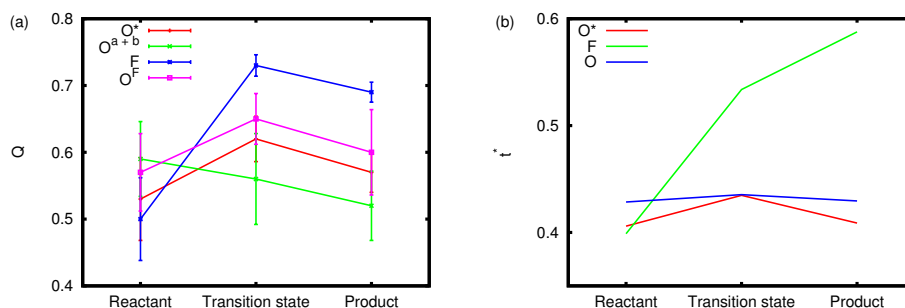 (a)
0.8
0.7
0.6
0.5
0.4
Q
O*
O^{a + b}
F
O^F
Reactant Transition state Product
(b)
0.6
0.5
0.4
t*
O*
F
O
Reactant Transition state Product